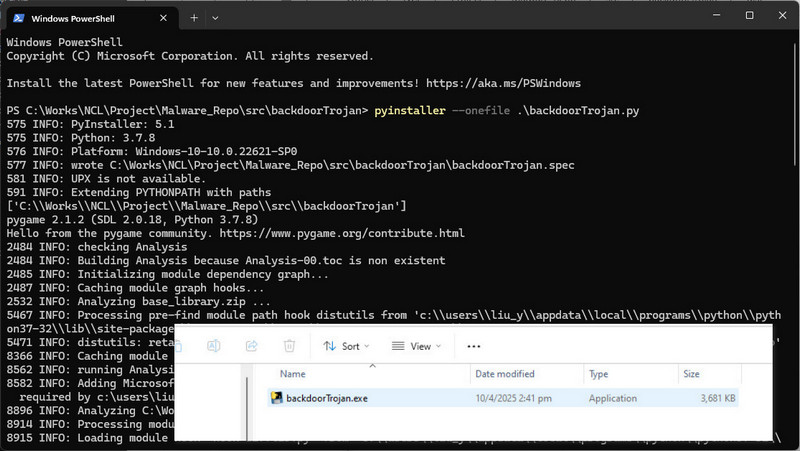 Windows PowerShell
Windows PowerShell
Copyright (C) Microsoft Corporation. All rights reserved.
Install the latest PowerShell for new features and improvements! https://aka.ms/PSWindows
PS C:\Works\NCL\Project\Malware_Repo\src\backdoorTrojan> pyinstaller --onefile .\backdoorTrojan.py
575 INFO: PyInstaller: 5.1
575 INFO: Python: 3.7.8
576 INFO: Platform: Windows-10-10.0.22621-SP0
577 INFO: wrote C:\Works\NCL\Project\Malware_Repo\src\backdoorTrojan\backdoorTrojan.spec
581 INFO: UPX is not available.
591 INFO: Extending PYTHONPATH with paths
['C:\\Works\\NCL\\Project\\Malware_Repo\\src\\backdoorTrojan']
pygame 2.1.2 (SDL 2.0.18, Python 3.7.8)
Hello from the pygame community. https://www.pygame.org/contribute.html
2484 INFO: checking Analysis
2484 INFO: Building Analysis because Analysis-00.toc is non existent
2485 INFO: Initializing module dependency graph...
2487 INFO: Caching module graph hooks...
2532 INFO: Analyzing base_library.zip ...
5467 INFO: Processing pre-find module path hook distutils from 'c:\\users\\liu_y\\appdata\\local\\programs\\python\\pyth
on37-32\\lib\\site-package
5471 INFO: distutils: reta
8366 INFO: Caching module
8562 INFO: running Analysi
8582 INFO: Adding Microsof
required by c:\users\liu
8896 INFO: Analyzing C:\Wo
8914 INFO: Processing modu
8915 INFO: Loading module
Sort
View
Name
Date modified
Type
Size
backdoorTrojan.exe
10/4/2025 2:41 pm
Application
3,681 KB